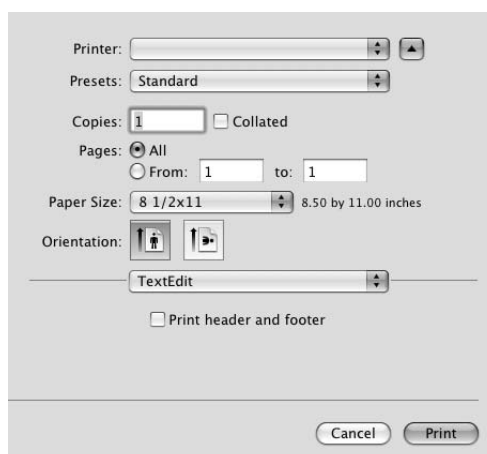 Printer:
Presets: Standard
Copies: 1 Collated
Pages: All
From: 1 to: 1
Paper Size: 8 1/2x11 8.50 by 11.00 inches
Orientation:
TextEdit
Print header and footer
Cancel Print